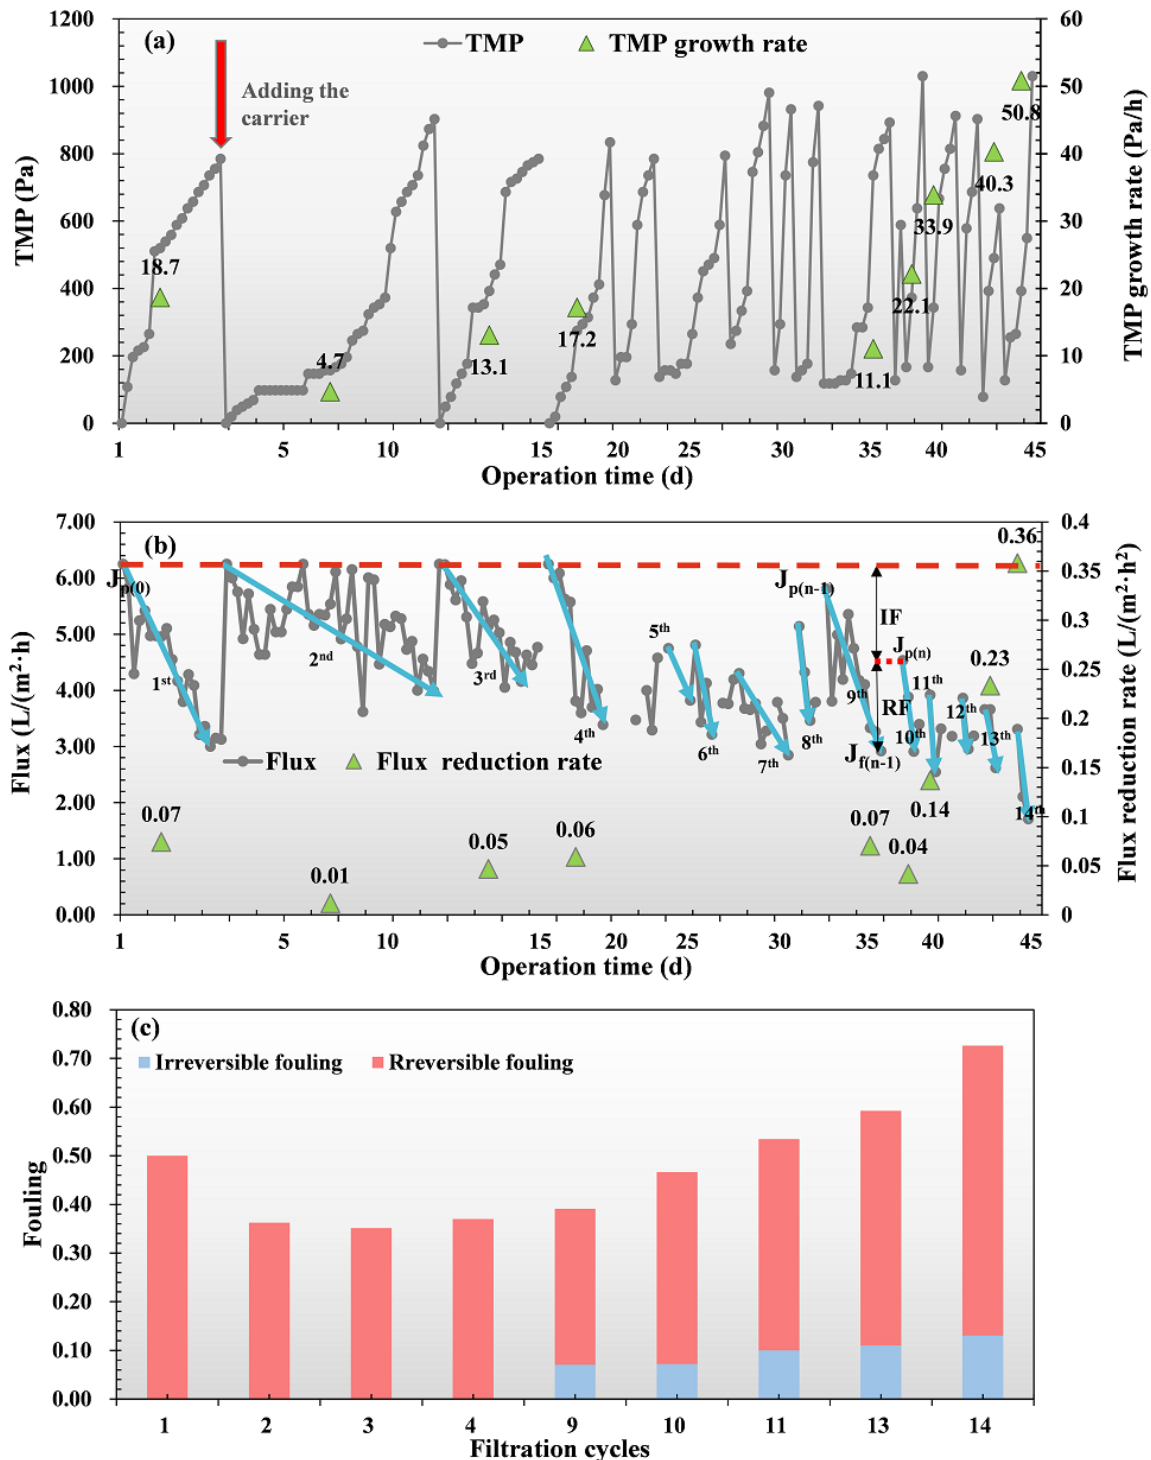 (a)
TMP
TMP growth rate
Adding the
carrier
1200
1000
800
600
400
200
0
TMP (Pa)
60
50
40
30
20
10
0
TMP growth rate (Pa/h)
18.7
4.7
13.1
17.2
11.1
22.1
33.9
40.3
50.8
1 5 10 15 20 25 30 35 40 45
Operation time (d)
(b)
7.00
6.00
5.00
4.00
3.00
2.00
1.00
0.00
Flux (L/(m²·h)
0.4
0.35
0.3
0.25
0.2
0.15
0.1
0.05
0
Flux reduction rate (L/(m²·h²)
Jp(0)
Jp(n-1)
IF
Jp(n)
RF
Jf(n-1)
1st
2nd
3rd
4th
5th
6th
7th
8th
9th
10th
11th
12th
13th
14th
Flux
Flux reduction rate
0.07
0.01
0.05
0.06
0.07
0.04
0.14
0.23
0.36
1 5 10 15 20 25 30 35 40 45
Operation time (d)
(c)
Irreversible fouling
Rreversible fouling
0.80
0.70
0.60
0.50
0.40
0.30
0.20
0.10
0.00
Fouling
1 2 3 4 9 10 11 13 14
Filtration cycles